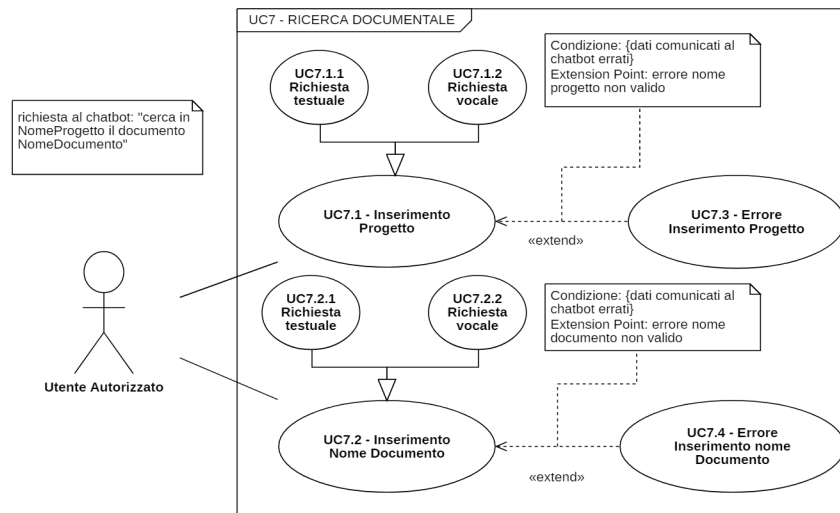 UC7 - RICERCA DOCUMENTALE
UC7.1.1
Richiesta
testuale
UC7.1.2
Richiesta
vocale
Condizione: {dati comunicati al
chatbot errati}
Extension Point: errore nome
progetto non valido
richiesta al chatbot: "cerca in
NomeProgetto il documento
NomeDocumento"
UC7.1 - Inserimento
Progetto
«extend»
UC7.3 - Errore
Inserimento Progetto
UC7.2.1
Richiesta
testuale
UC7.2.2
Richiesta
vocale
Condizione: {dati comunicati al
chatbot errati}
Extension Point: errore nome
documento non valido
Utente Autorizzato
UC7.2 - Inserimento
Nome Documento
«extend»
UC7.4 - Errore
Inserimento nome
Documento